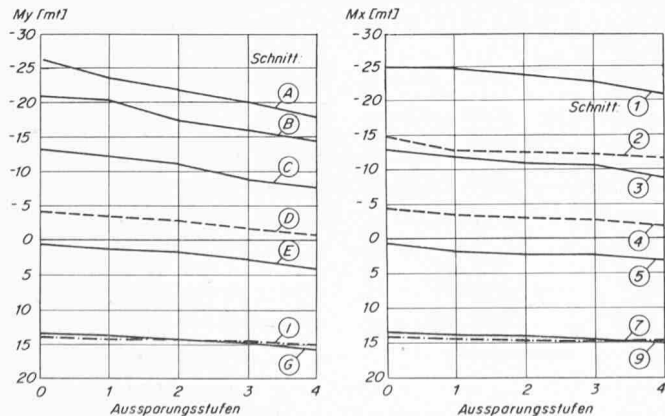 My [mt]
-30
-25
-20
-15
-10
-5
0
5
10
15
20
Schnitt:
A
B
C
D
E
I
G
0 1 2 3 4
Aussparungsstufen
Mx [mt]
-30
-25
-20
-15
-10
-5
0
5
10
15
20
Schnitt:
1
2
3
4
5
7
9
0 1 2 3 4
Aussparungsstufen